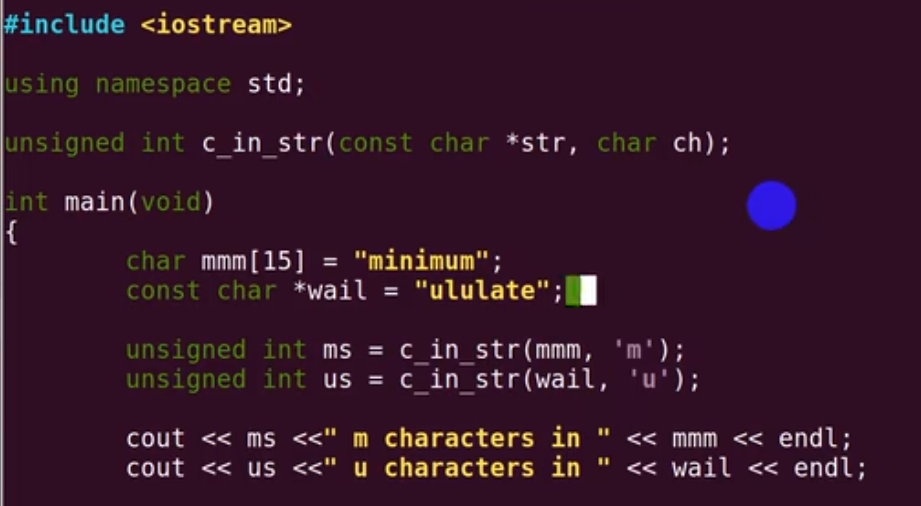 #include <iostream>
using namespace std;
unsigned int c_in_str(const char *str, char ch);
int main(void)
{
char mmm[15] = "minimum";
const char *wail = "ululate";
unsigned int ms = c_in_str(mmm, 'm');
unsigned int us = c_in_str(wail, 'u');
cout << ms <<" m characters in " << mmm << endl;
cout << us <<" u characters in " << wail << endl;